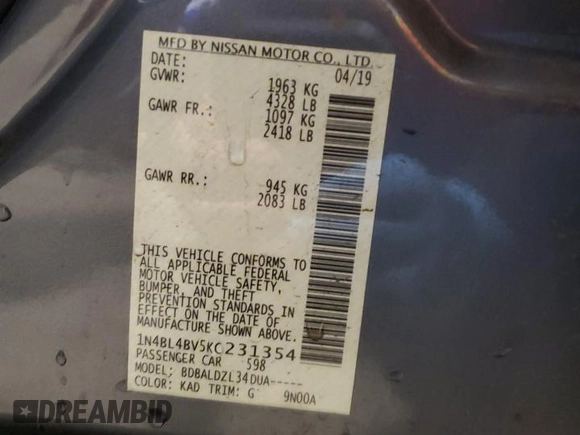 MFD BY NISSAN MOTOR CO., LTD.
DATE: 04/19
GVWR: 1963 KG
4328 LB
GAWR FR.: 1097 KG
2418 LB
GAWR RR.: 945 KG
2083 LB
THIS VEHICLE CONFORMS TO
ALL APPLICABLE FEDERAL
MOTOR VEHICLE SAFETY,
BUMPER, AND THEFT
PREVENTION STANDARDS IN
EFFECT ON THE DATE OF
MANUFACTURE SHOWN ABOVE.
1N4BL4BV5KC231354
PASSENGER CAR 598
MODEL: BDBALDZL34DUA-----
COLOR: KAD TRIM: G 9N00A
DREAMBID